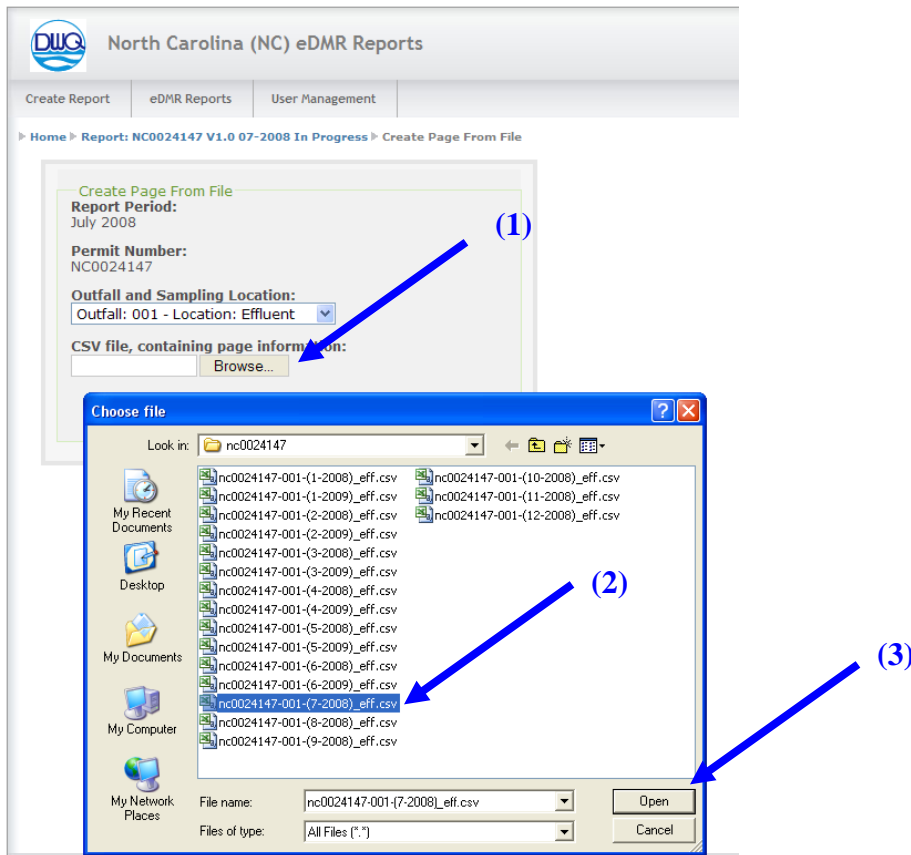 DWQ
North Carolina (NC) eDMR Reports
Create Report eDMR Reports User Management
Home Report: NC0024147 V1.0 07-2008 In Progress Create Page From File
Create Page From File
Report Period:
July 2008
(1)
Permit Number:
NC0024147
Outfall and Sampling Location:
Outfall: 001 - Location: Effluent
CSV file, containing page information:
Browse...
Choose file
Look in: nc0024147
My Recent Documents
Desktop
My Documents
My Computer
My Network Places
nc0024147-001-(1-2008)_eff.csv
nc0024147-001-(1-2009)_eff.csv
nc0024147-001-(2-2008)_eff.csv
nc0024147-001-(2-2009)_eff.csv
nc0024147-001-(3-2008)_eff.csv
nc0024147-001-(3-2009)_eff.csv
nc0024147-001-(4-2008)_eff.csv
nc0024147-001-(4-2009)_eff.csv
nc0024147-001-(5-2008)_eff.csv
nc0024147-001-(5-2009)_eff.csv
nc0024147-001-(6-2008)_eff.csv
nc0024147-001-(6-2009)_eff.csv
nc0024147-001-(7-2008)_eff.csv
nc0024147-001-(8-2008)_eff.csv
nc0024147-001-(9-2008)_eff.csv
nc0024147-001-(10-2008)_eff.csv
nc0024147-001-(11-2008)_eff.csv
nc0024147-001-(12-2008)_eff.csv
(2)
(3)
File name: nc0024147-001-(7-2008)_eff.csv Open
Files of type: All Files (*.*) Cancel